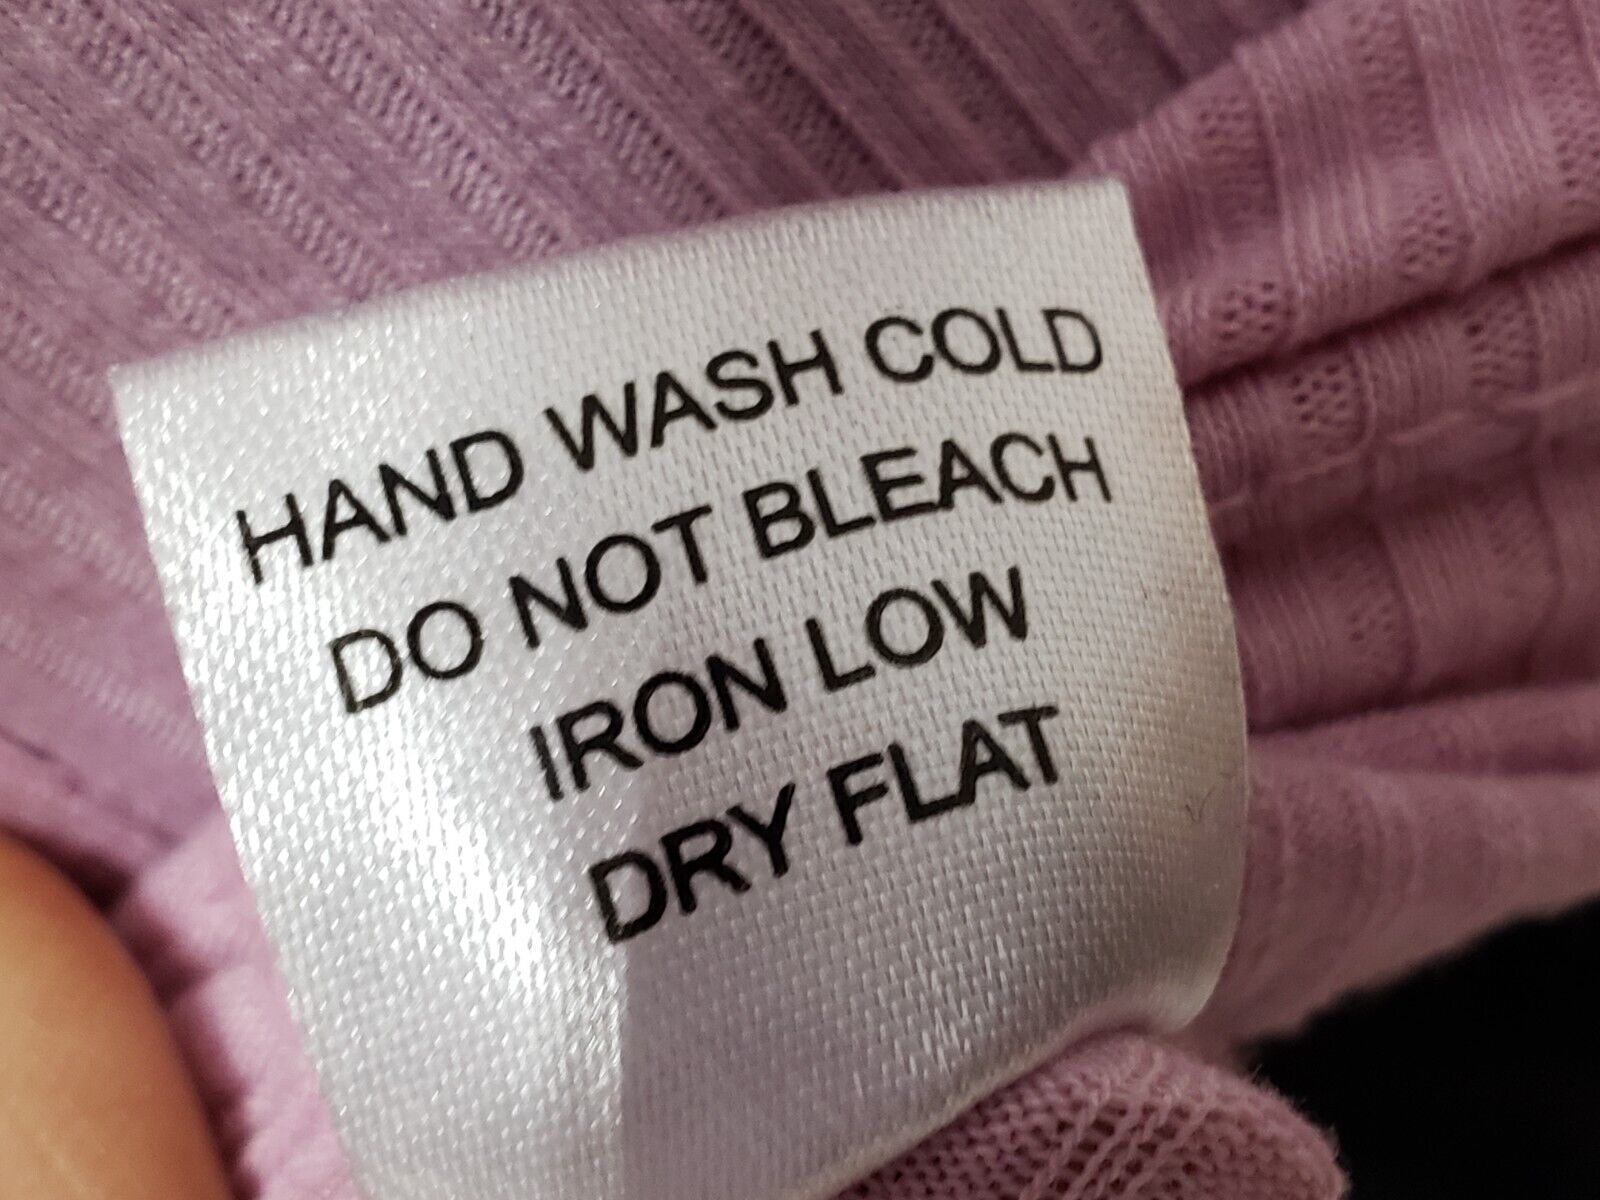 HAND WASH COLD
DO NOT BLEACH
IRON LOW
DRY FLAT